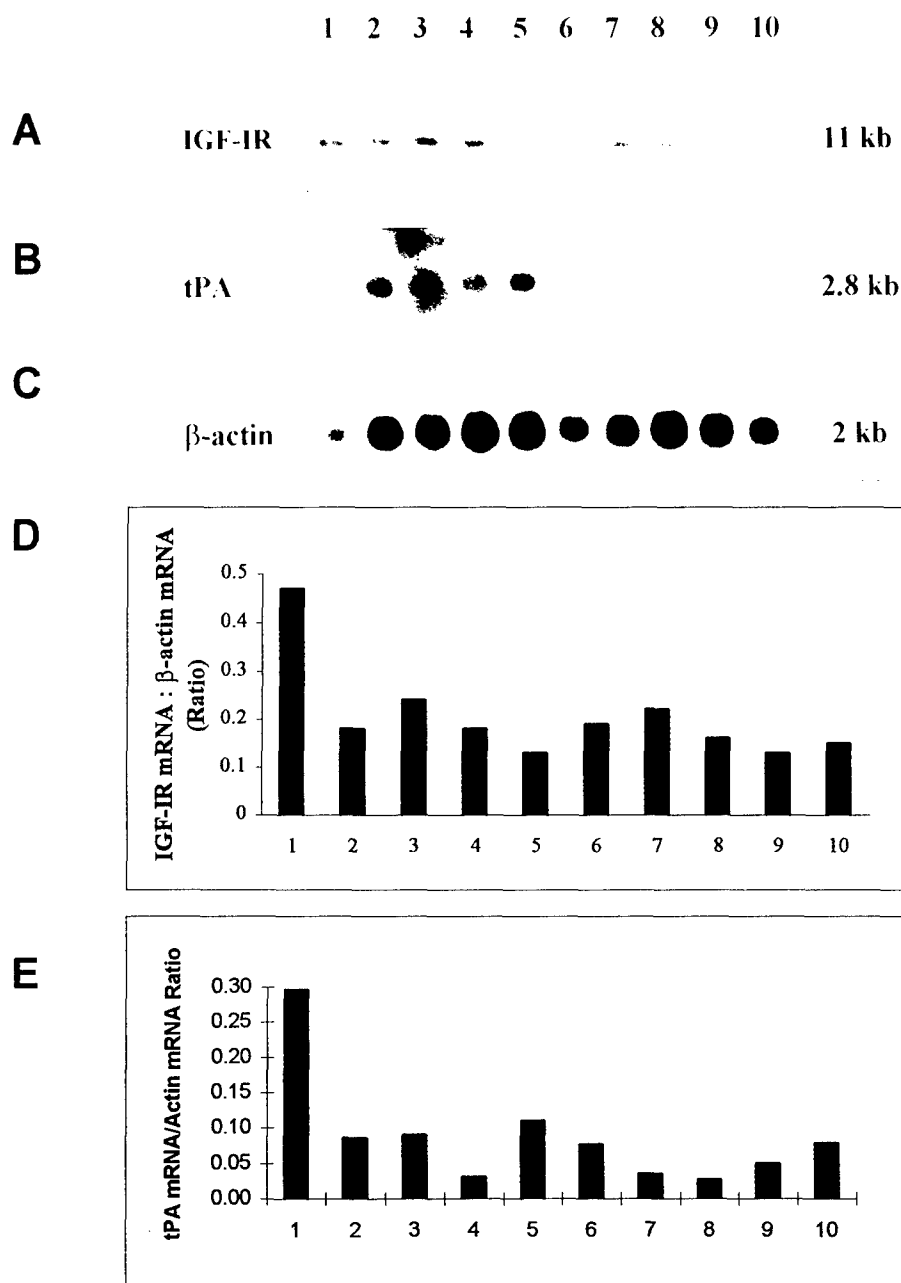 1 2 3 4 5 6 7 8 9 10
A
IGF-IR 11 kb
B
tPA 2.8 kb
C
β-actin 2 kb
D
IGF-IR mRNA : β-actin mRNA
(Ratio)
0.5
0.4
0.3
0.2
0.1
0
1 2 3 4 5 6 7 8 9 10
E
tPA mRNA/Actin mRNA Ratio
0.30
0.25
0.20
0.15
0.10
0.05
0.00
1 2 3 4 5 6 7 8 9 10